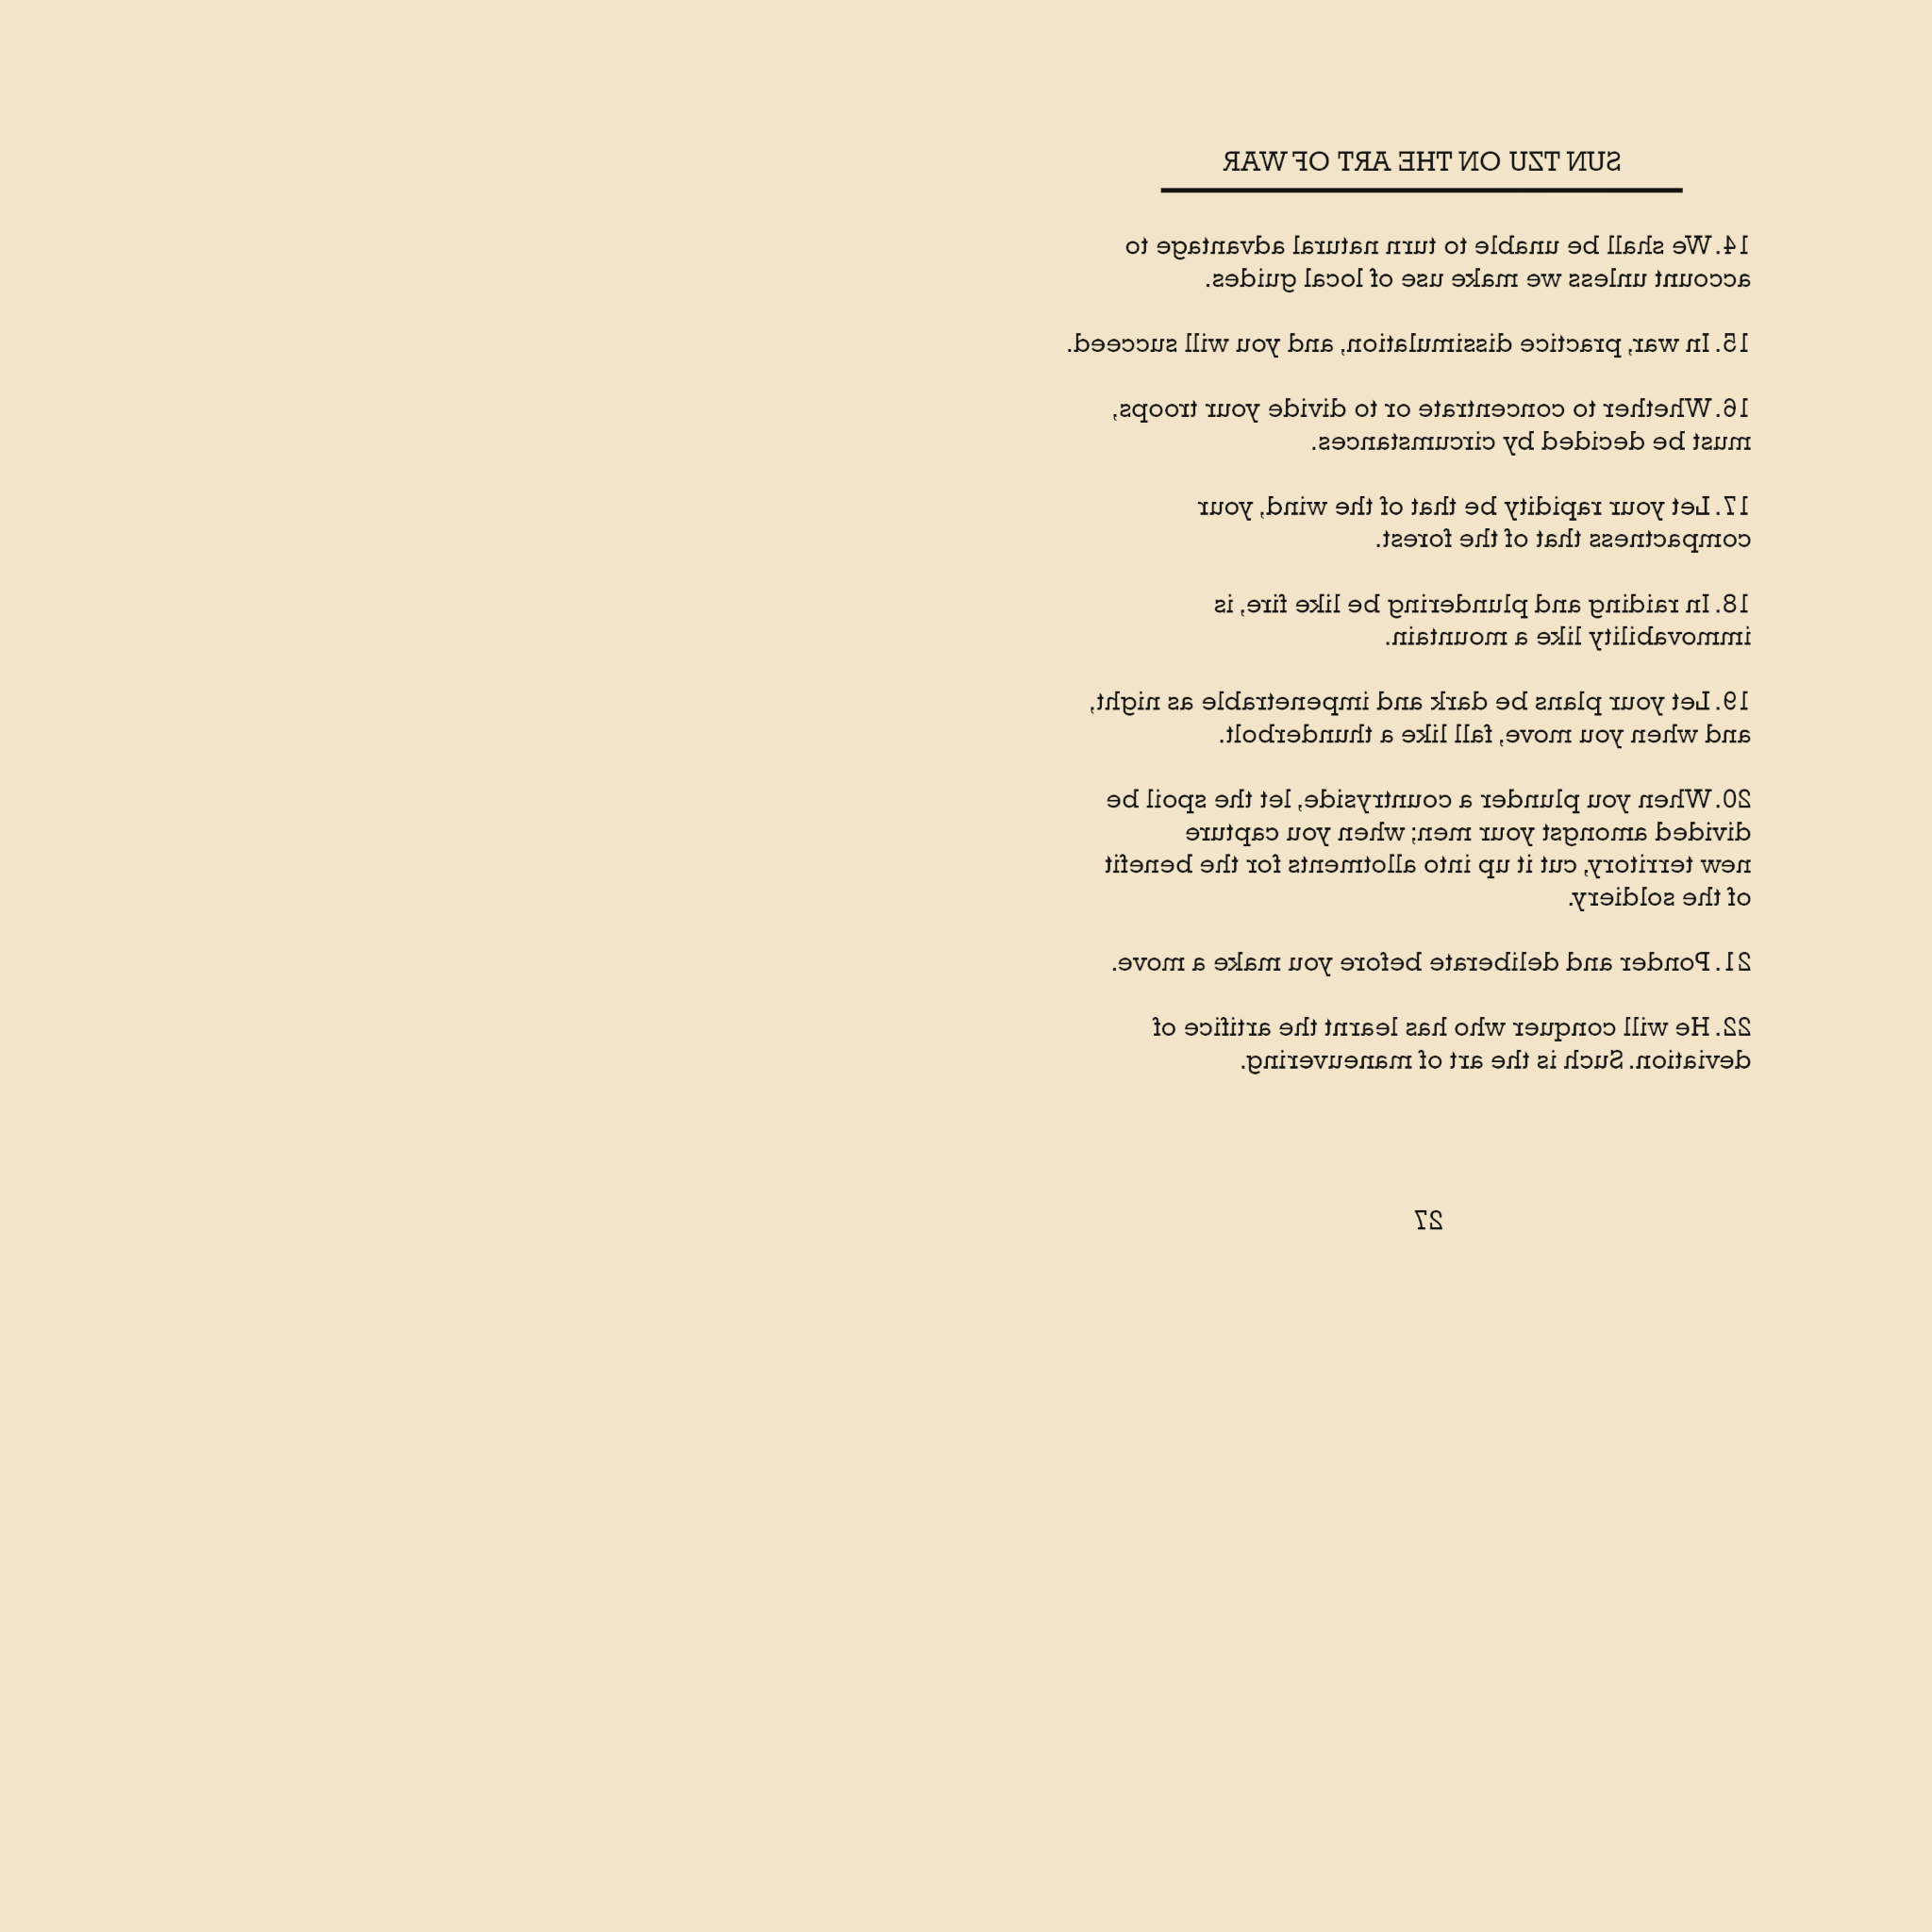 SUN TZU ON THE ART OF WAR
14. We shall be unable to turn natural advantage to
account unless we make use of local guides.
15. In war, practice dissimulation, and you will succeed.
16. Whether to concentrate or to divide your troops,
must be decided by circumstances.
17. Let your rapidity be that of the wind, your
compactness that of the forest.
18. In raiding and plundering be like fire, is
immovability like a mountain.
19. Let your plans be dark and impenetrable as night,
and when you move, fall like a thunderbolt.
20. When you plunder a countryside, let the spoil be
divided amongst your men; when you capture
new territory, cut it up into allotments for the benefit
of the soldiery.
21. Ponder and deliberate before you make a move.
22. He will conquer who has learnt the artifice of
deviation. Such is the art of maneuvering.
27